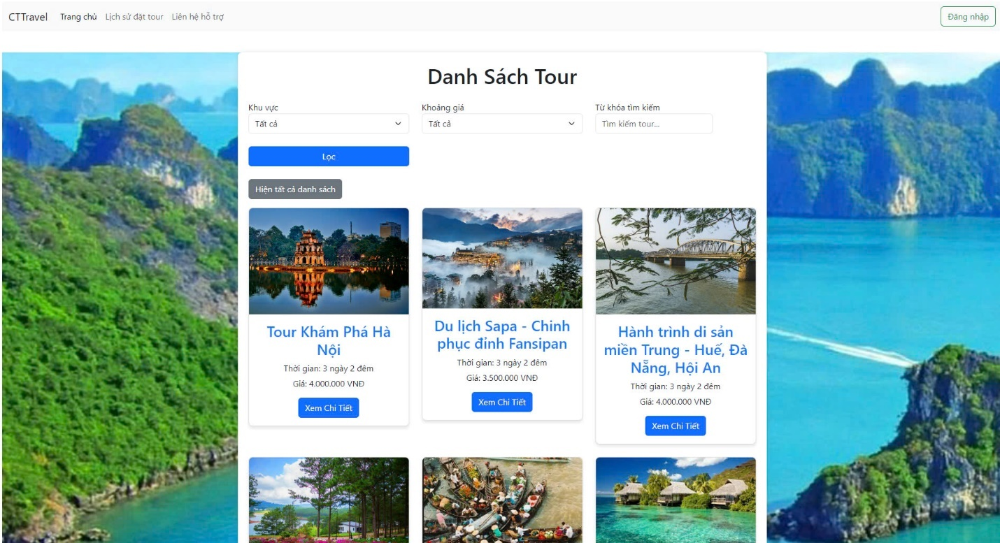 CTTravel Trang chủ Lịch sử đặt tour Liên hệ hỗ trợ Đăng nhập
Danh Sách Tour
Khu vực Khoảng giá Từ khóa tìm kiếm
Tất cả Tất cả Tìm kiếm tour...
Lọc
Hiện tất cả danh sách
Tour Khám Phá Hà
Nội
Thời gian: 3 ngày 2 đêm
Giá: 4.000.000 VNĐ
Xem Chi Tiết
Du lịch Sapa - Chinh
phục đỉnh Fansipan
Thời gian: 3 ngày 2 đêm
Giá: 3.500.000 VNĐ
Xem Chi Tiết
Hành trình di sản
miền Trung - Huế, Đà
Nẵng, Hội An
Thời gian: 3 ngày 2 đêm
Giá: 4.000.000 VNĐ
Xem Chi Tiết